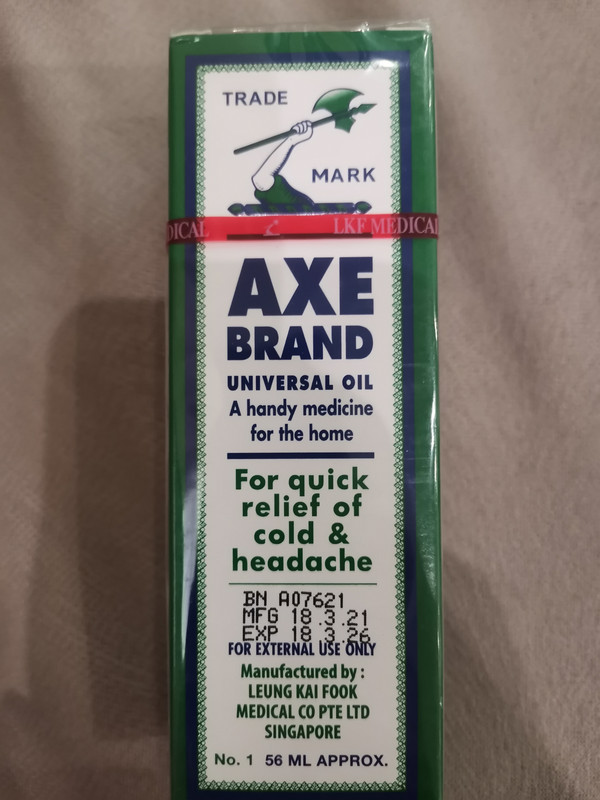 TRADE
MARK
DICAL LKF MEDICAL
AXE
BRAND
UNIVERSAL OIL
A handy medicine
for the home
For quick
relief of
cold &
headache
BN A07621
MFG 18.3.21
EXP 18.3.26
FOR EXTERNAL USE ONLY
Manufactured by :
LEUNG KAI FOOK
MEDICAL CO PTE LTD
SINGAPORE
No. 1 56 ML APPROX.